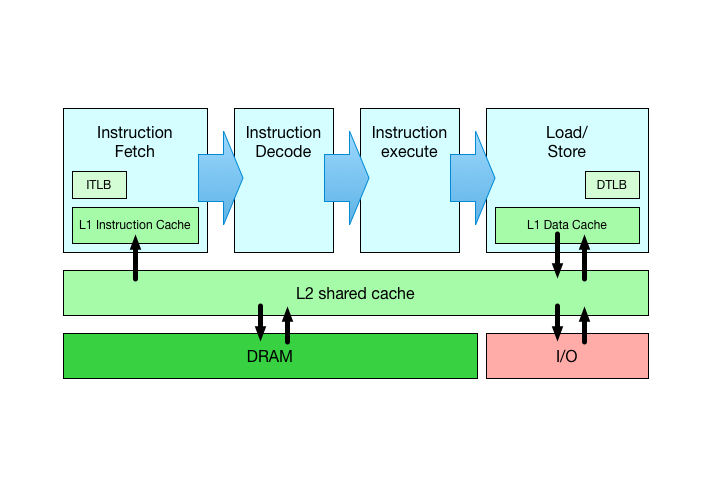 Instruction
Fetch
Instruction
Decode
Instruction
execute
Load/
Store
ITLB
DTLB
L1 Instruction Cache
L1 Data Cache
L2 shared cache
DRAM
I/O